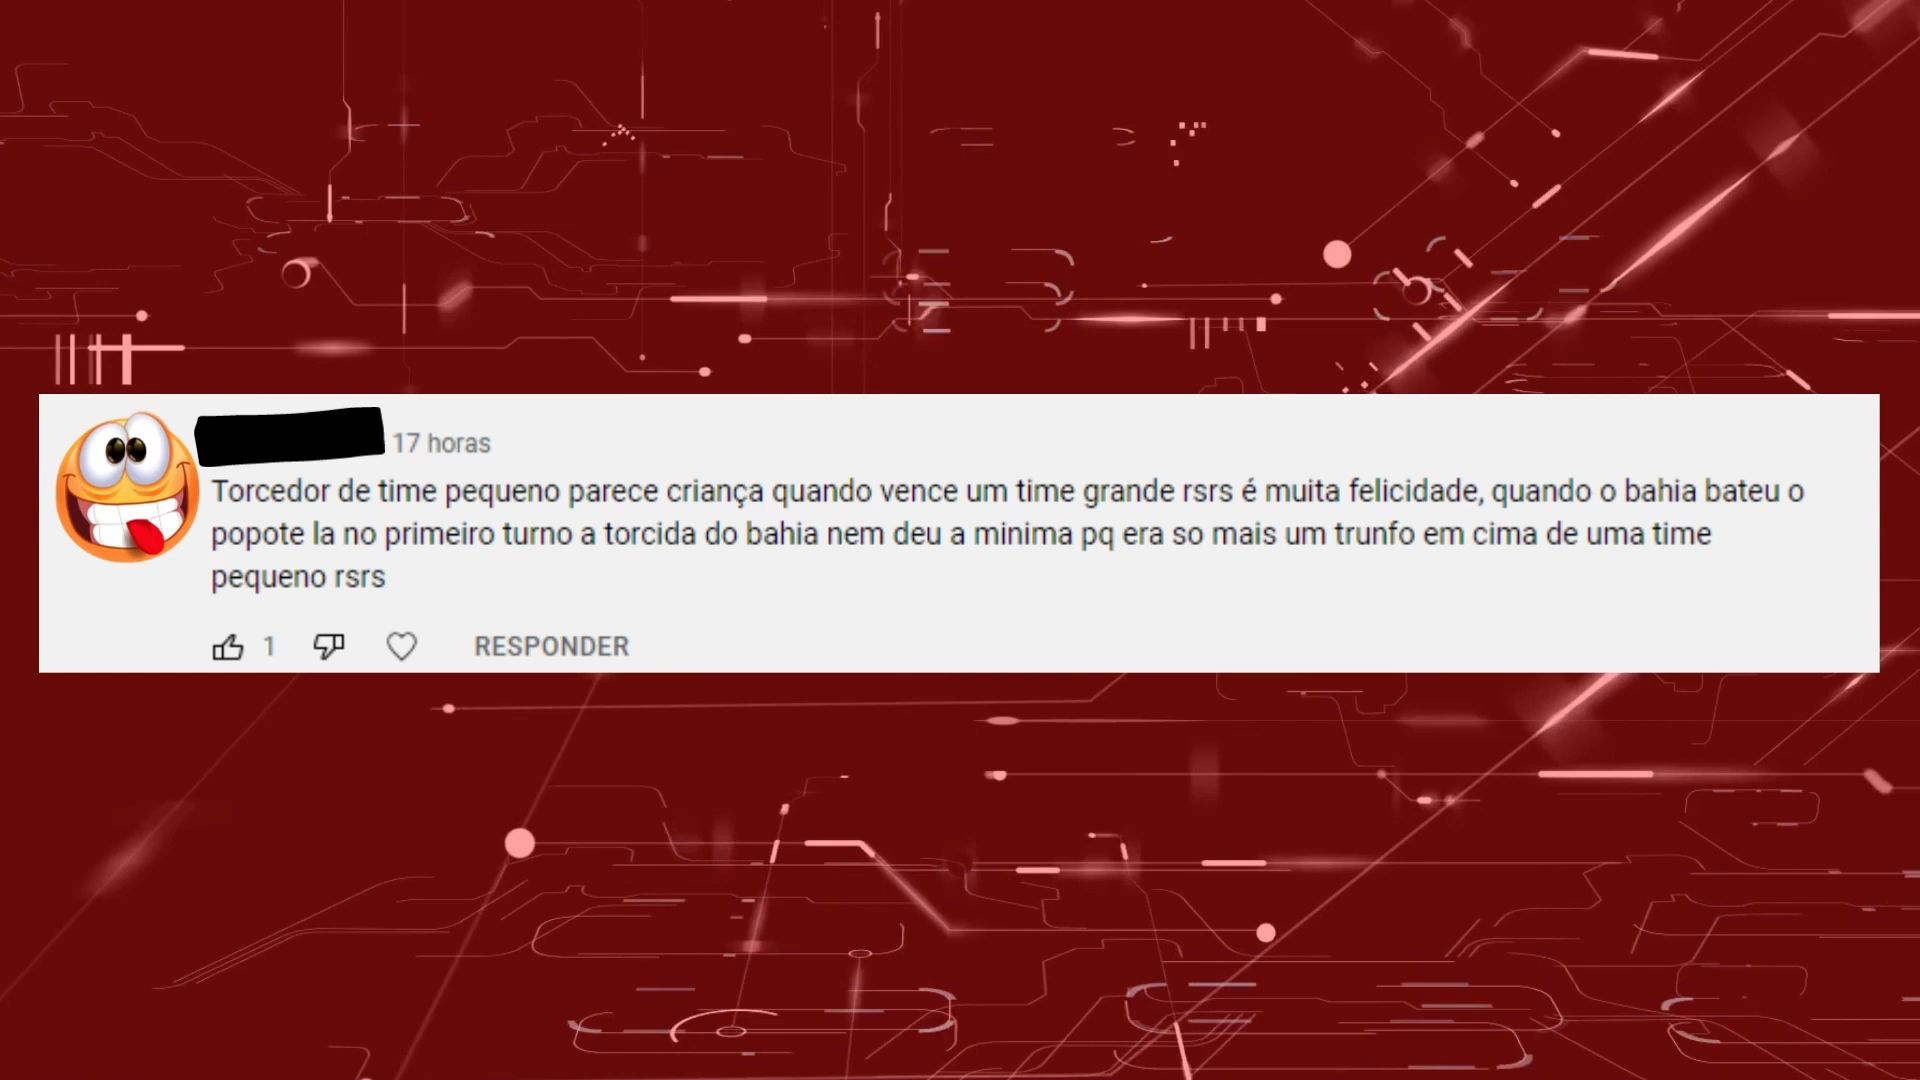 17 horas
Torcedor de time pequeno parece criança quando vence um time grande rsrs é muita felicidade, quando o bahia bateu o
popote la no primeiro turno a torcida do bahia nem deu a minima pq era so mais um trunfo em cima de uma time
pequeno rsrs
1 RESPONDER